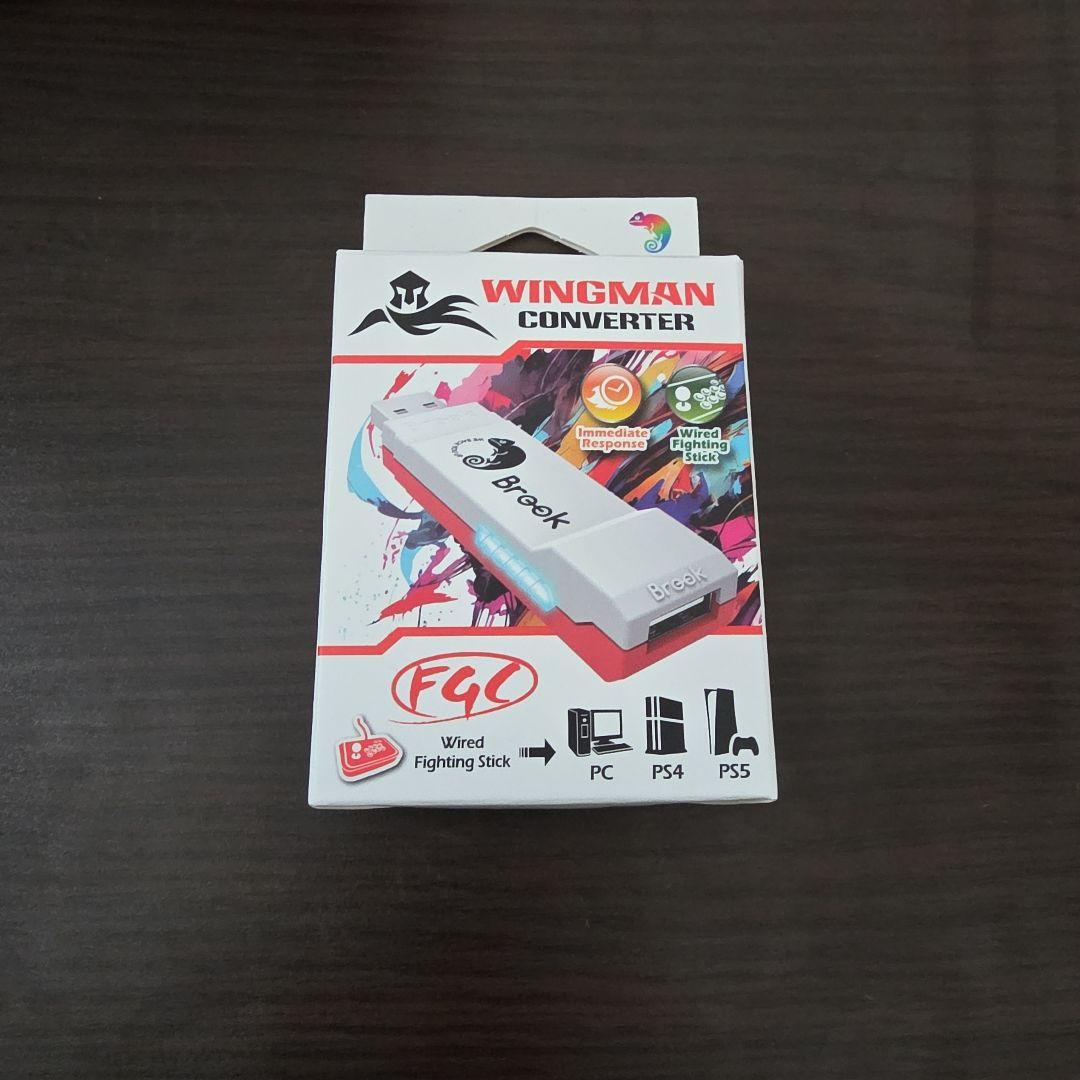 WINGMAN
CONVERTER
Immediate
Response
Wired
Fighting
Stick
Brook
Brook
FGC
Wired
Fighting Stick
PC
PS4
PS5